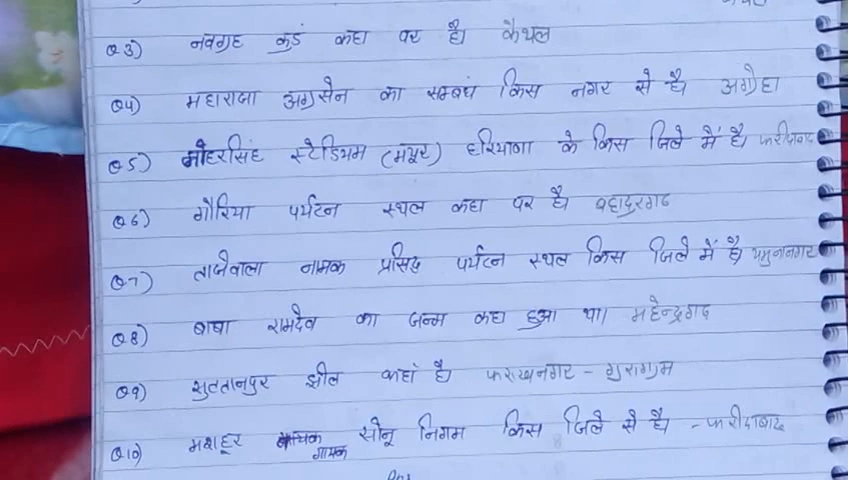 Q3) नवग्रह कुडं कहा पर है। कैथल
Q4) महाराजा अग्रसेन का सम्बधं किस नगर से है अग्रोहा
Q5) मोहरसिंह स्टेडियम (मयूर) हरियाणा के किस जिले में है। फरीदाबाद
Q6) गौरिया पर्यटन स्थल कहा पर है बहादुरगढ
Q7) ताजेवाला नामक प्रसिद्द पर्यटन स्थल किस जिले में है। यमुनानगर
Q8) बाबा रामदेव का जन्म कहा हुआ था। महेन्द्रगढ
Q9) सुलतानपुर झील कहां है। फरुखनगर - गुरुग्राम
Q10) मशहूर गायक सोनू निगम किस जिले से है - फरीदाबाद